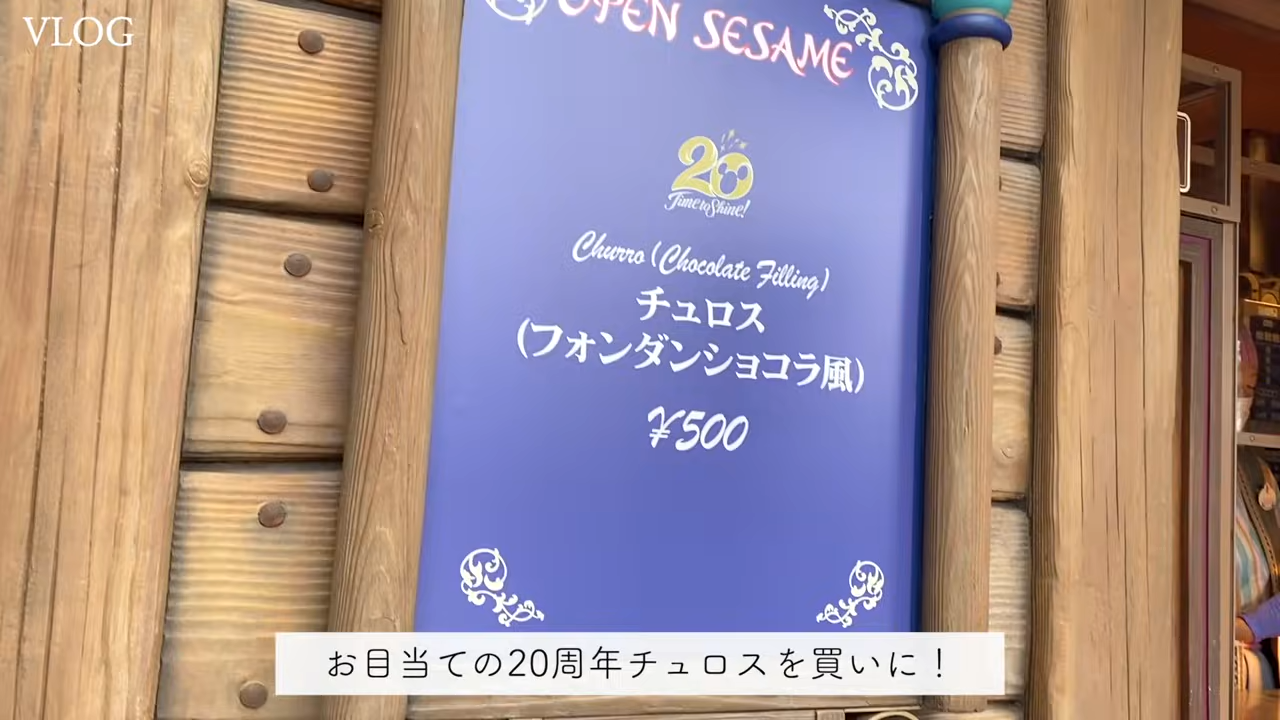 VLOG
OPEN SESAME
20
Time to Shine!
Churro (Chocolate Filling)
チュロス
(フォンダンショコラ風)
¥500
お目当ての20周年チュロスを買いに!